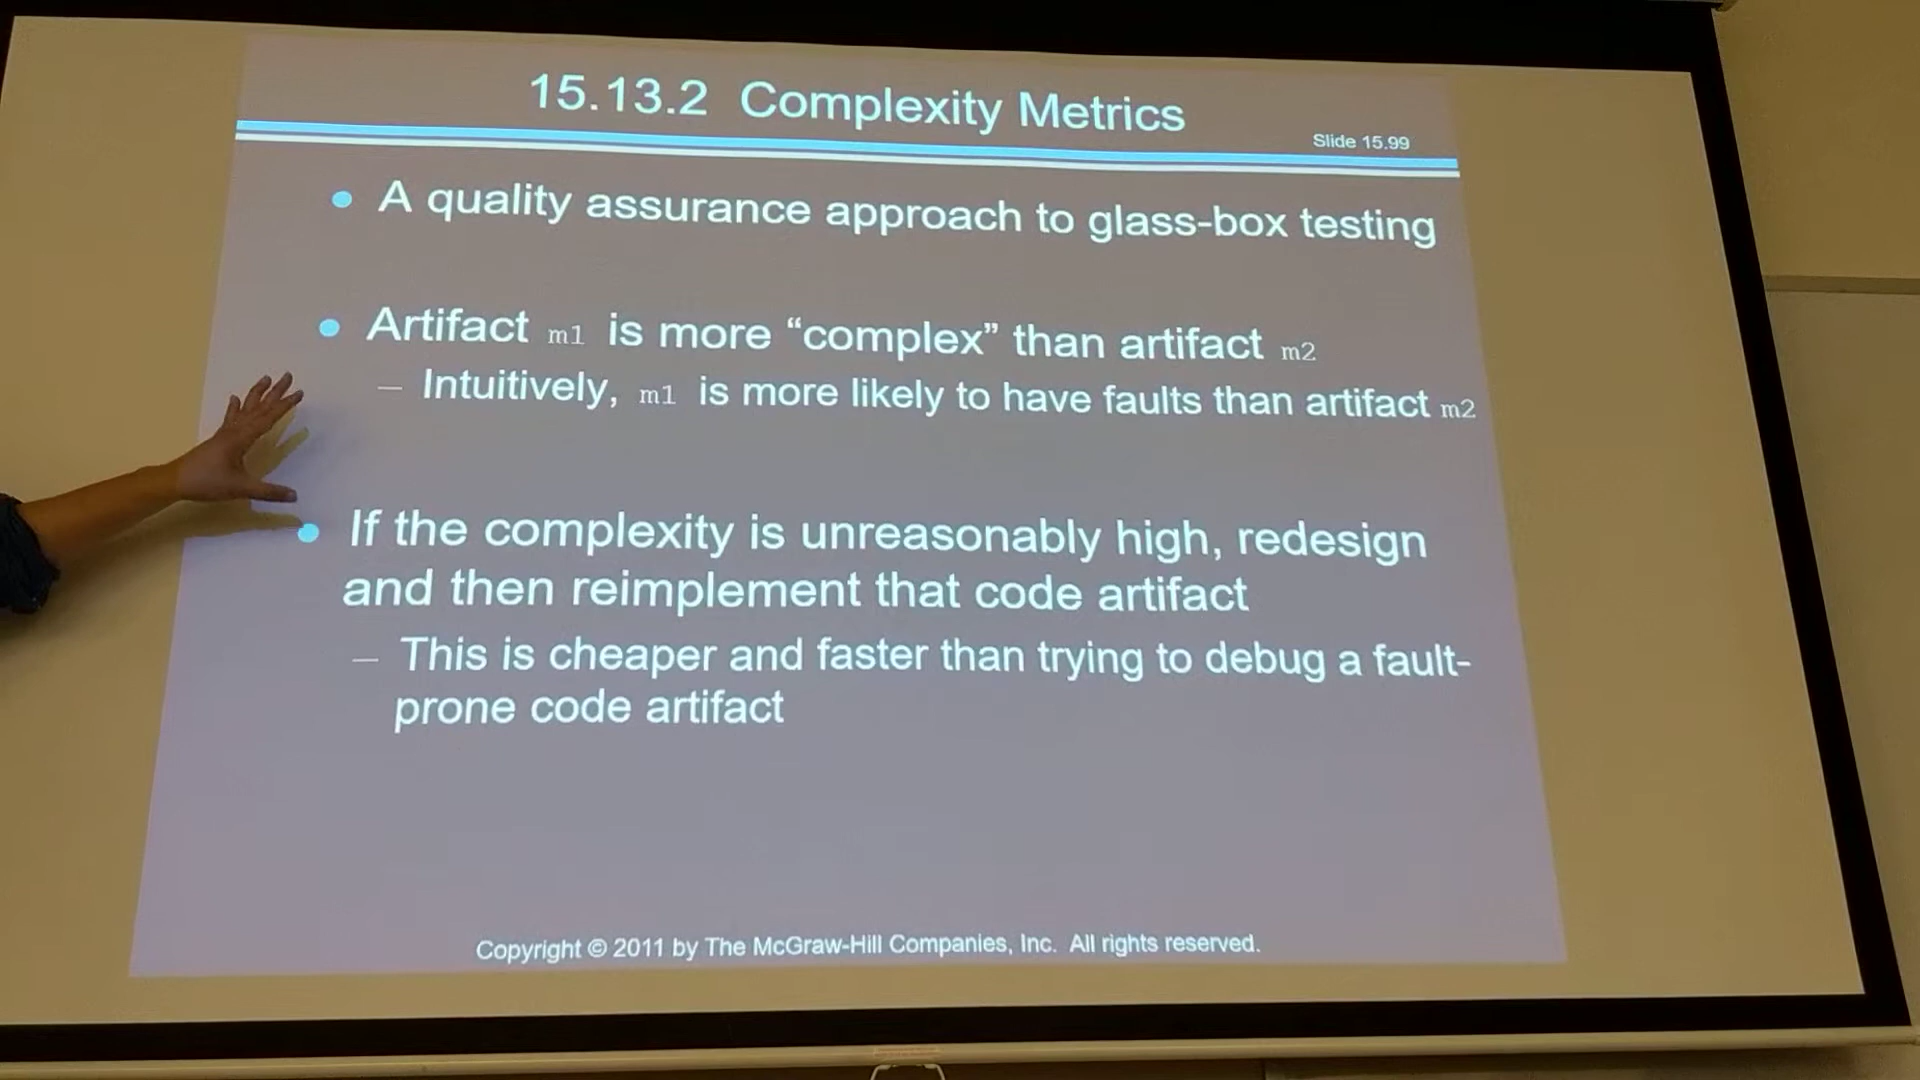 15.13.2 Complexity Metrics
Slide 15.99
• A quality assurance approach to glass-box testing
• Artifact m1 is more “complex” than artifact m2
– Intuitively, m1 is more likely to have faults than artifact m2
• If the complexity is unreasonably high, redesign
and then reimplement that code artifact
– This is cheaper and faster than trying to debug a fault-
prone code artifact
Copyright © 2011 by The McGraw-Hill Companies, Inc. All rights reserved.